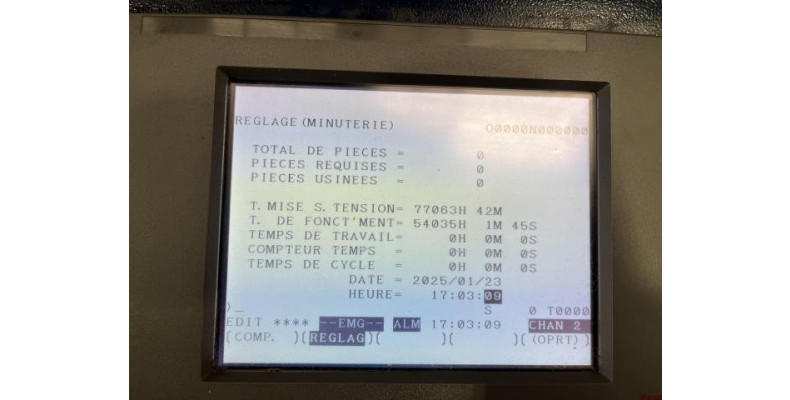 REGLAGE (MINUTERIE) O0000N000000
TOTAL DE PIECES = 0
PIECES REQUISES = 0
PIECES USINEES = 0
T. MISE S. TENSION= 77063H 42M
T. DE FONCT'MENT= 54035H 1M 45S
TEMPS DE TRAVAIL= 0H 0M 0S
COMPTEUR TEMPS = 0H 0M 0S
TEMPS DE CYCLE = 0H 0M 0S
DATE = 2025/01/23
HEURE= 17:03:09
)_ S 0 T0000
EDIT **** --EMG-- ALM 17:03:09 CHAN 2
(COMP. )(REGLAG)( )( )( (OPRT) )